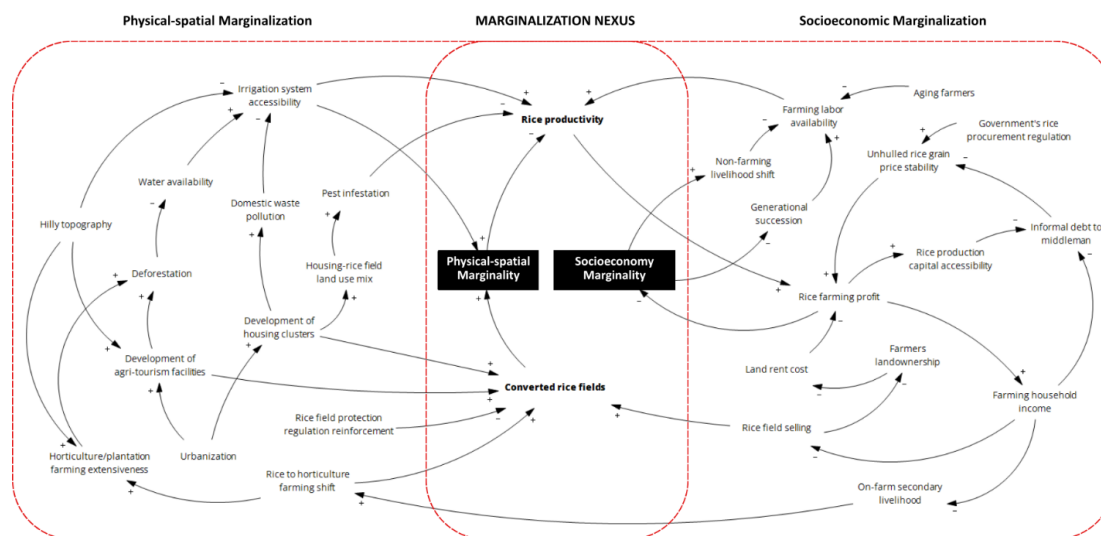 Physical-spatial Marginalization
MARGINALIZATION NEXUS
Socioeconomic Marginalization
Irrigation system
accessibility
Rice productivity
Farming labor
availability
Aging farmers
Government's rice
procurement regulation
Non-farming
livelihood shift
Unhulled rice grain
price stability
Water availability
Domestic waste
pollution
Pest infestation
Generational
succession
Hilly topography
Informal debt to
middleman
Deforestation
Housing-rice field
land use mix
Physical-spatial
Marginality
Socioeconomy
Marginality
Rice production
capital accessibility
Rice farming profit
Development of
housing clusters
Development of
agri-tourism facilities
Land rent cost
Farmers
landownership
Converted rice fields
Farming household
income
Rice field protection
regulation reinforcement
Rice field selling
Horticulture/plantation
farming extensiveness
Urbanization
Rice to horticulture
farming shift
On-farm secondary
livelihood